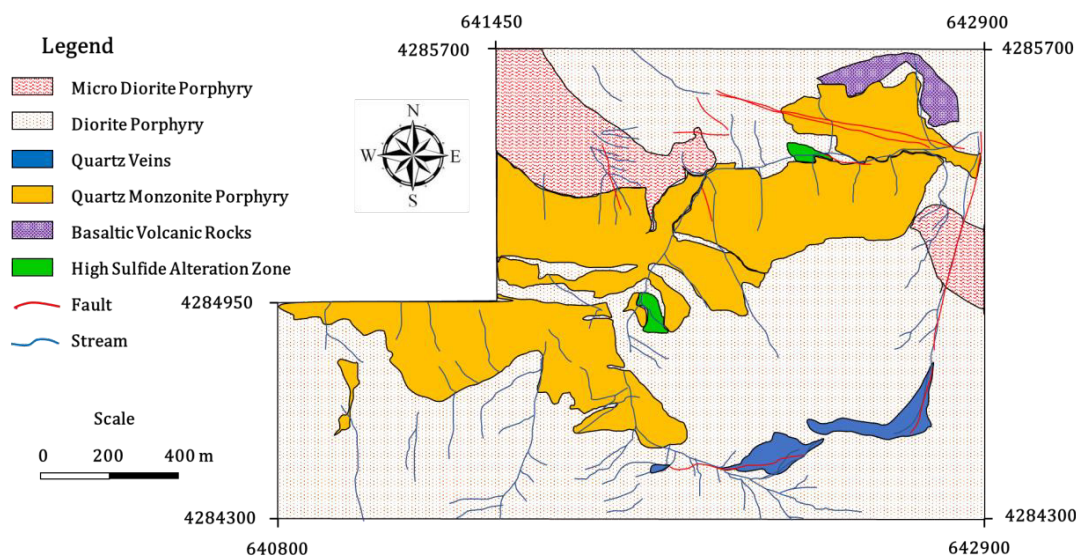 641450 642900
Legend
4285700 4285700
Micro Diorite Porphyry
Diorite Porphyry
N
Quartz Veins
W E
Quartz Monzonite Porphyry
S
Basaltic Volcanic Rocks
High Sulfide Alteration Zone
Fault
4284950
Stream
Scale
0 200 400 m
4284300 4284300
640800 642900